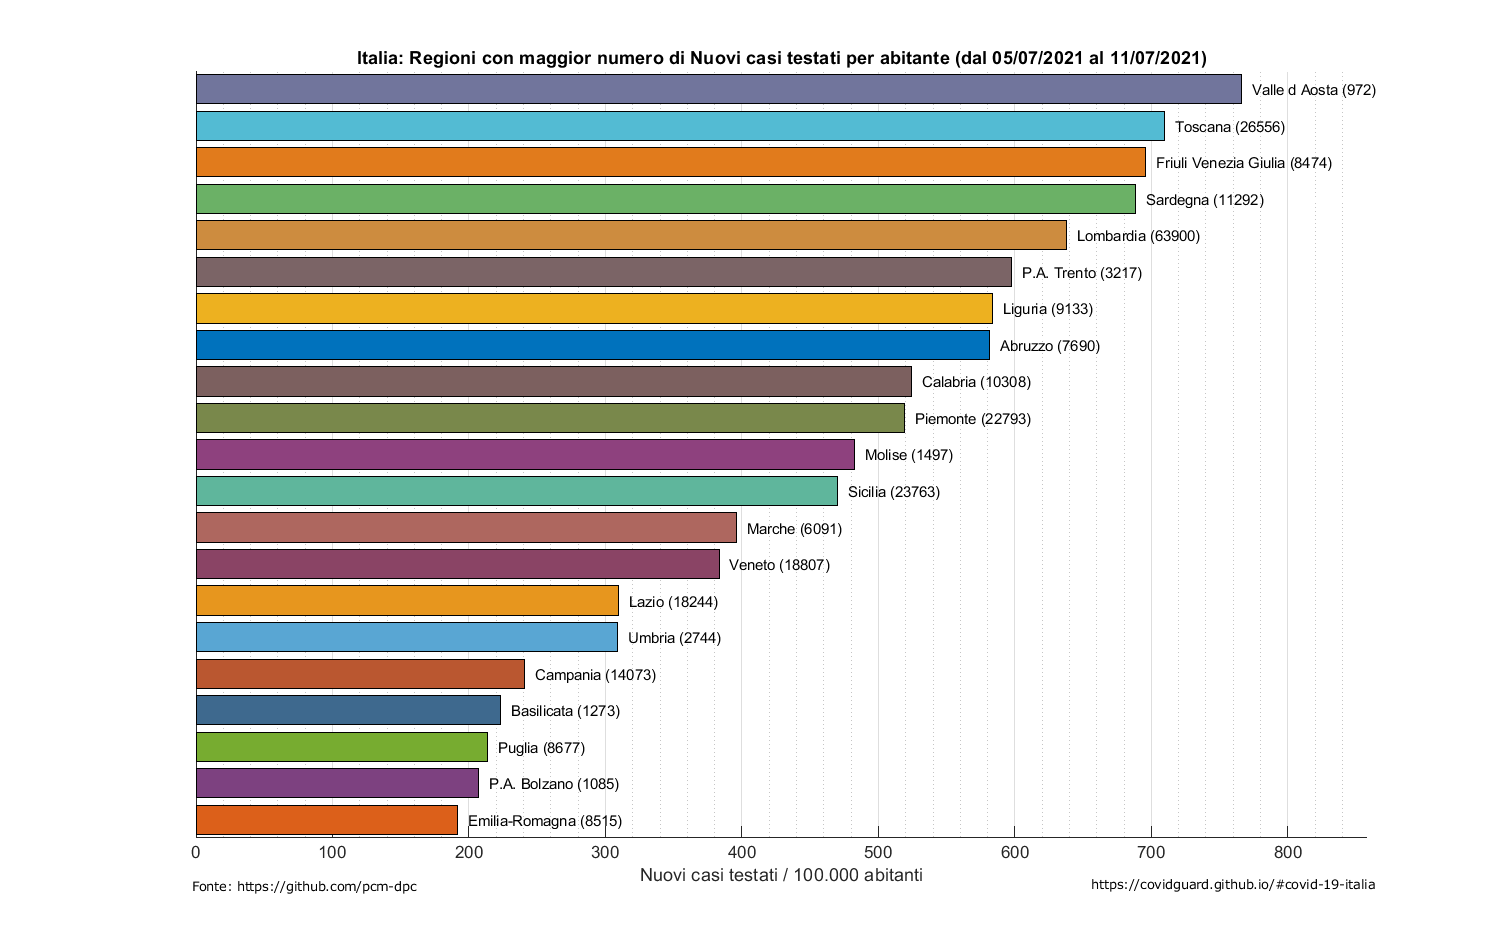 Italia: Regioni con maggior numero di Nuovi casi testati per abitante (dal 05/07/2021 al 11/07/2021)
Valle d Aosta (972)
Toscana (26556)
Friuli Venezia Giulia (8474)
Sardegna (11292)
Lombardia (63900)
P.A. Trento (3217)
Liguria (9133)
Abruzzo (7690)
Calabria (10308)
Piemonte (22793)
Molise (1497)
Sicilia (23763)
Marche (6091)
Veneto (18807)
Lazio (18244)
Umbria (2744)
Campania (14073)
Basilicata (1273)
Puglia (8677)
P.A. Bolzano (1085)
Emilia-Romagna (8515)
0 100 200 300 400 500 600 700 800
Nuovi casi testati / 100.000 abitanti
Fonte: https://github.com/pcm-dpc
https://covidguard.github.io/#covid-19-italia